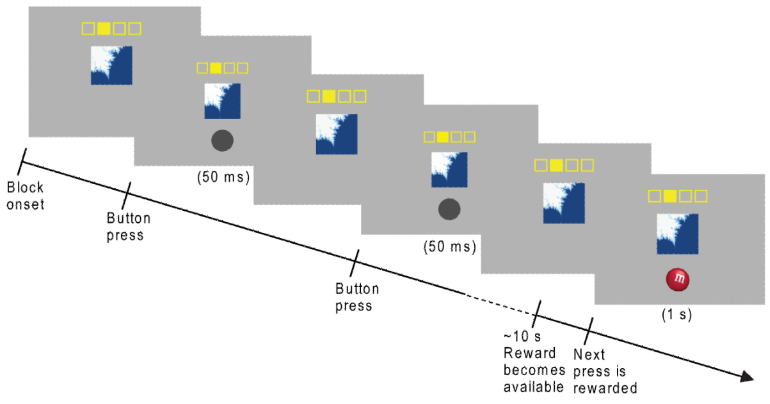 (50 ms)
(50 ms)
m
(1 s)
Block
onset
Button
press
Button
press
~10 s
Reward
becomes
available
Next
press is
rewarded